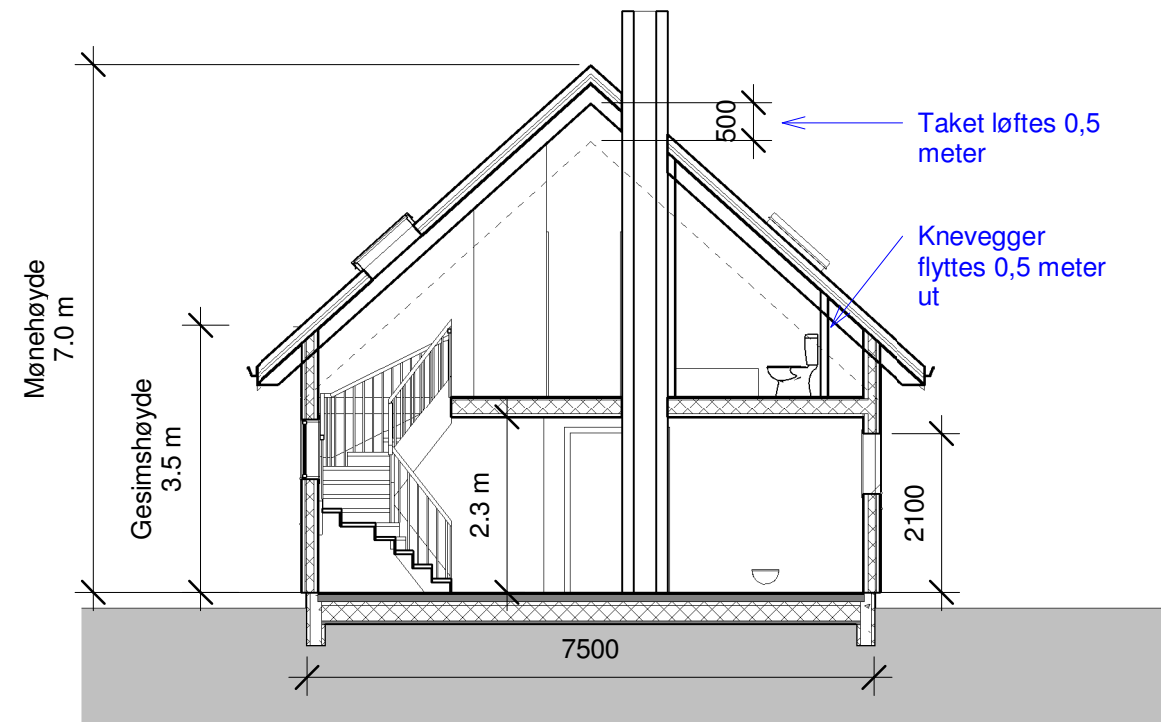 500
Taket løftes 0,5
meter
Knevegger
flyttes 0,5 meter
ut
Mønehøyde
7.0 m
Gesimshøyde
3.5 m
2.3 m
2100
7500